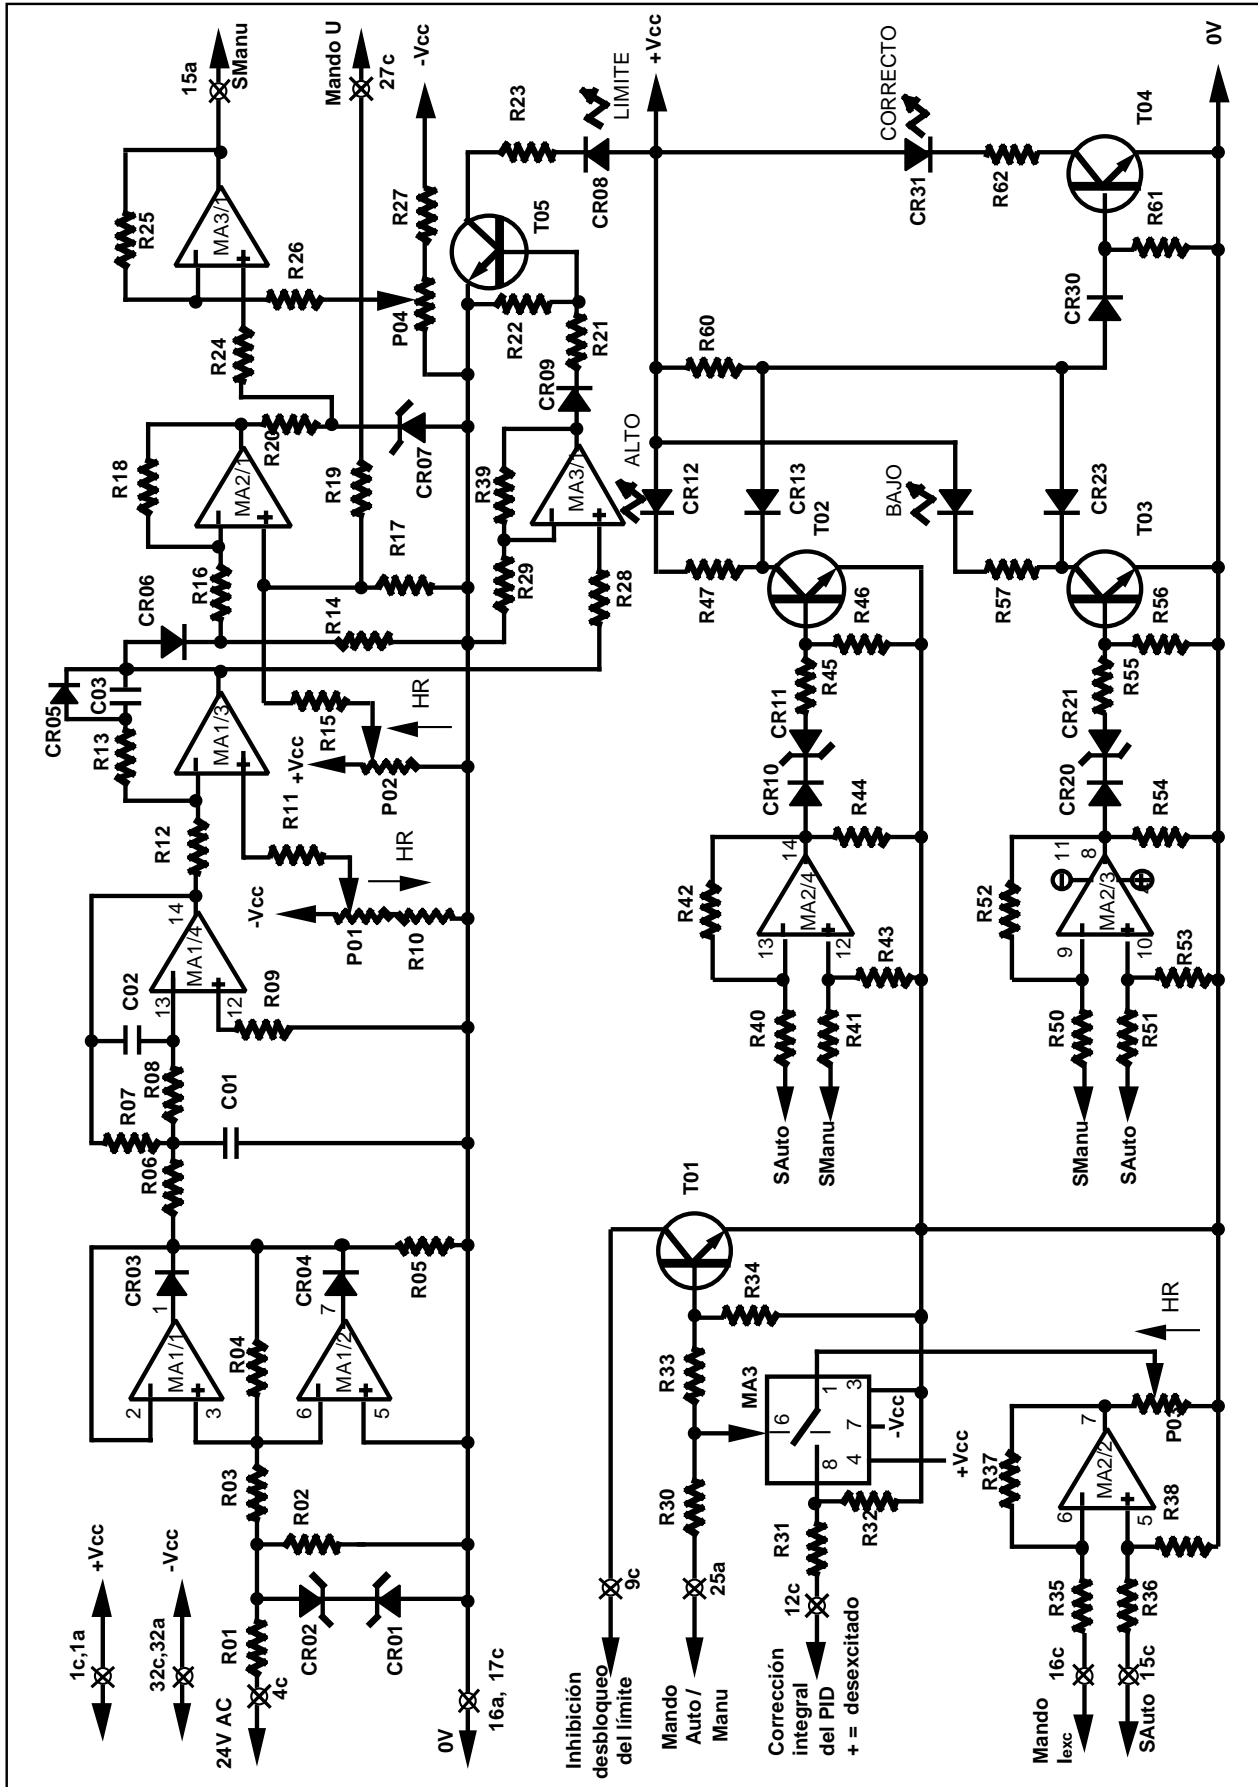 1c,1a
+Vcc
32c,32a
-Vcc
24V AC
4c
R01
CR02
CR01
R02
R03
0V
16a, 17c
2
3
MA1/1
1
CR03
R04
6
5
MA1/2
7
CR04
R05
R06
R07
R08
C01
C02
13
12
MA1/4
14
R09
R12
-Vcc
P01
R10
HR
R11
R13
C03
CR05
MA1/3
+Vcc
P02
R15
HR
CR06
R14
R16
R18
MA2/1
R17
R19
R20
CR07
R24
R25
R26
MA3/1
15a
SManu
Mando U
27c
-Vcc
R27
P04
R28
R29
R39
MA3/1
CR09
R21
R22
T05
R23
CR08
LIMITE
+Vcc
Inhibición
desbloqueo
del límite
9c
Mando
Auto /
Manu
25a
R30
R33
R34
T01
Corrección
integral
del PID
+ = desexcitado
12c
R31
R32
MA3
6
8
1
4
7
3
-Vcc
+Vcc
Mando
Iexc
16c
R35
SAuto
15c
R36
6
5
MA2/2
7
R37
R38
P03
HR
SAuto
SManu
R40
R41
13
12
MA2/4
14
R42
R43
R44
CR10
CR11
R45
R46
R47
T02
CR12
ALTO
CR13
R60
SManu
SAuto
R50
R51
9
10
MA2/3
8
11
R52
R53
R54
CR20
CR21
R55
R56
R57
T03
BAJO
CR23
CR30
R61
R62
T04
CR31
CORRECTO
0V